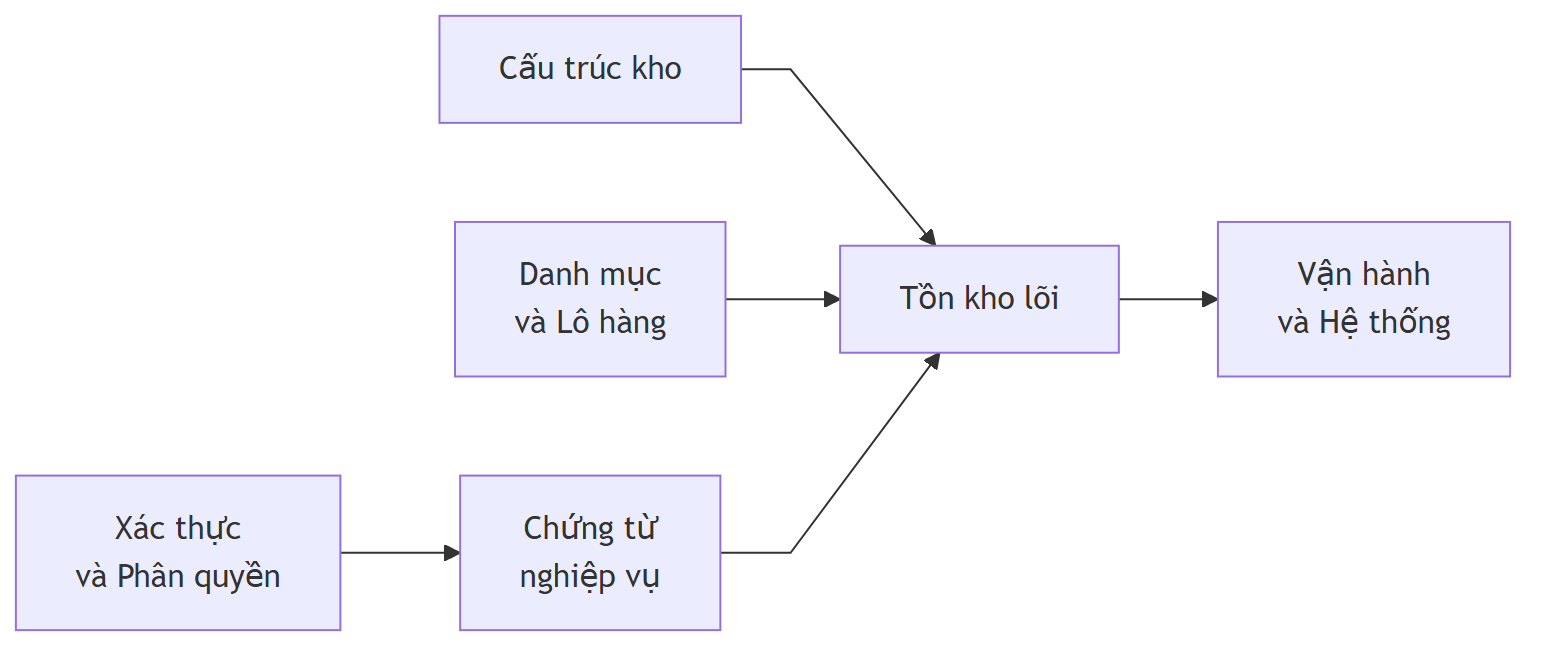 Cấu trúc kho
Danh mục
và Lô hàng
Tồn kho lõi
Vận hành
và Hệ thống
Xác thực
và Phân quyền
Chứng từ
nghiệp vụ